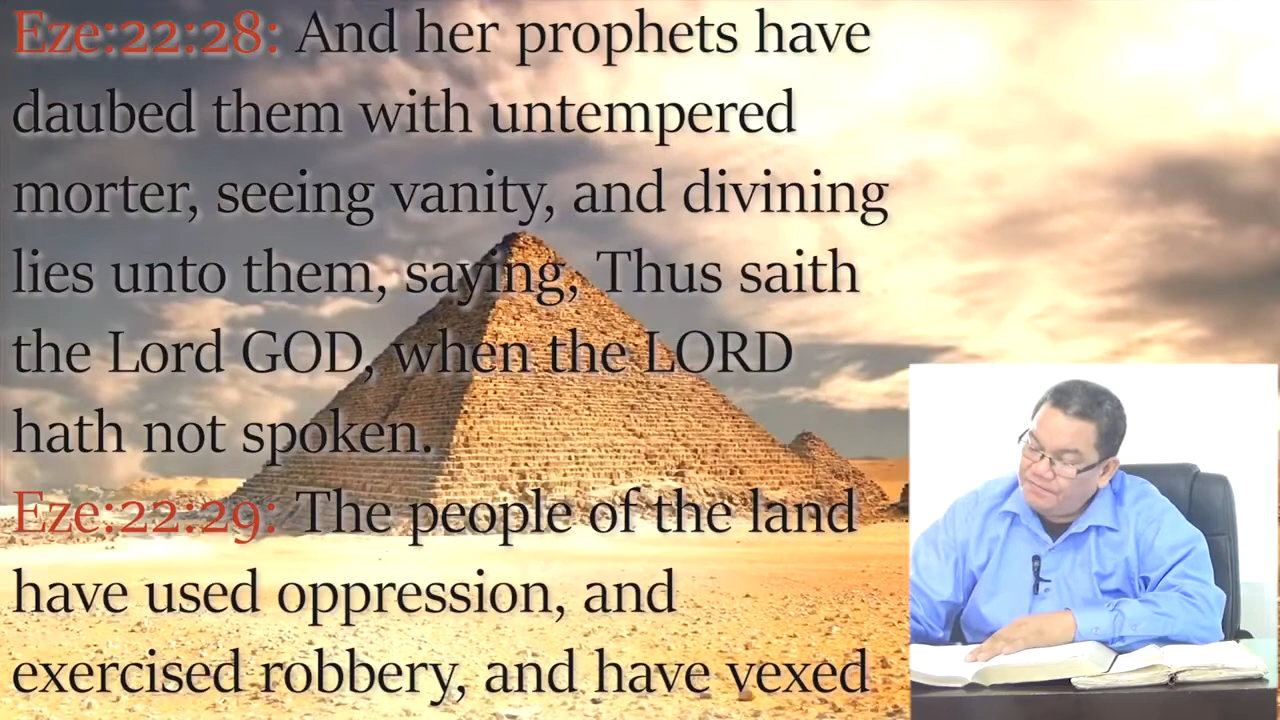 Eze:22:28: And her prophets have
daubed them with untempered
morter, seeing vanity, and divining
lies unto them, saying, Thus saith
the Lord GOD, when the LORD
hath not spoken.
Eze:22:29: The people of the land
have used oppression, and
exercised robbery, and have vexed